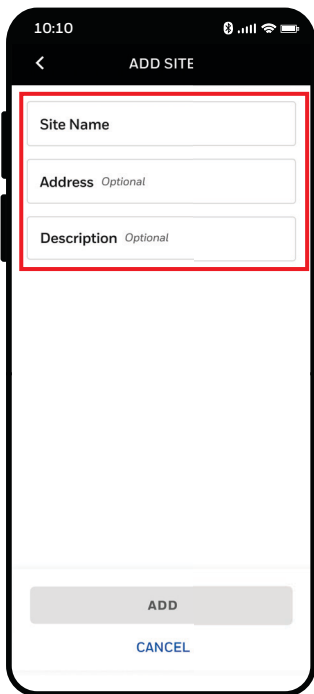 10:10
ADD SITE
Site Name
Address Optional
Description Optional
ADD
CANCEL